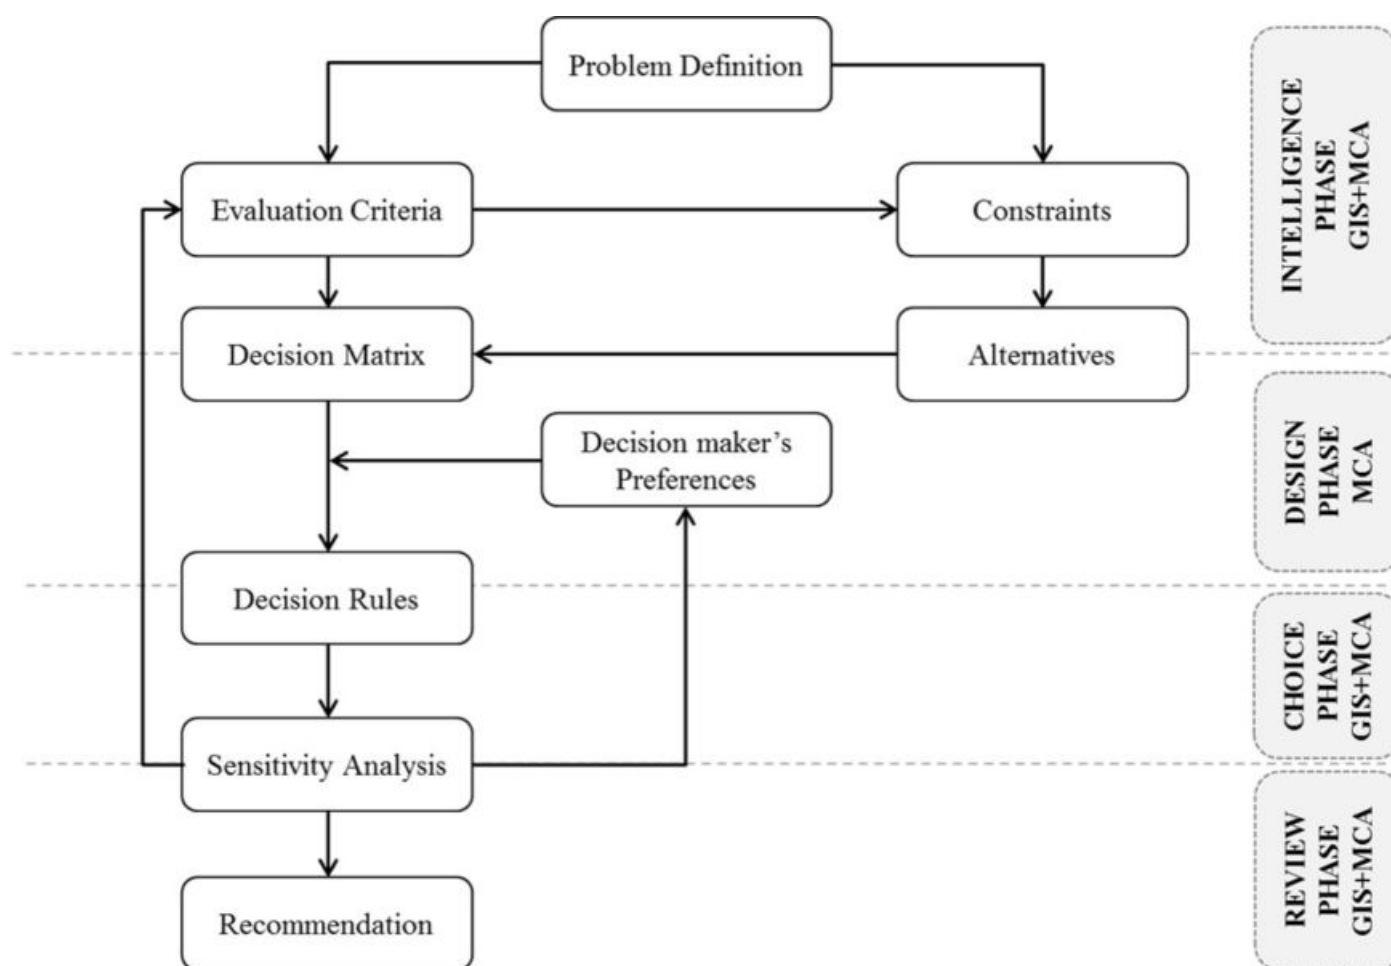 Problem Definition
Evaluation Criteria
Constraints
Decision Matrix
Alternatives
Decision maker’s
Preferences
Decision Rules
Sensitivity Analysis
Recommendation
INTELLIGENCE
PHASE
GIS+MCA
DESIGN
PHASE
MCA
CHOICE
PHASE
GIS+MCA
REVIEW
PHASE
GIS+MCA